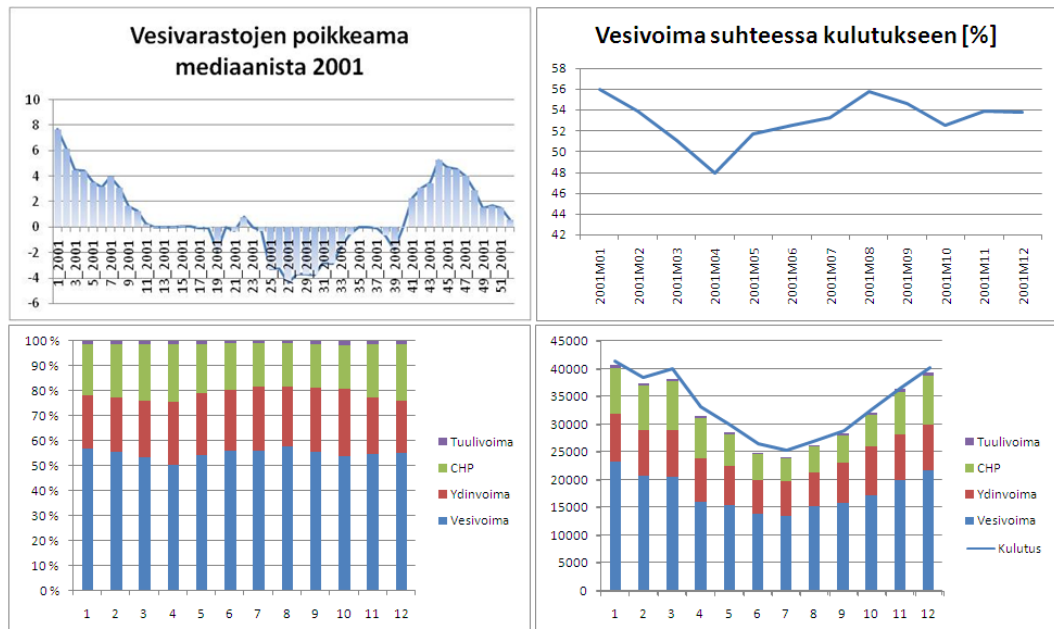 Vesivarastojen poikkeama
mediaanista 2001
10
8
6
4
2
0
-2
-4
-6
1_2001
3_2001
5_2001
7_2001
9_2001
11_2001
13_2001
15_2001
17_2001
19_2001
21_2001
23_2001
25_2001
27_2001
29_2001
31_2001
33_2001
35_2001
37_2001
39_2001
41_2001
43_2001
45_2001
47_2001
49_2001
51_2001
Vesivoima suhteessa kulutukseen [%]
58
56
54
52
50
48
46
44
42
2001M01
2001M02
2001M03
2001M04
2001M05
2001M06
2001M07
2001M08
2001M09
2001M10
2001M11
2001M12
100 %
90 %
80 %
70 %
60 %
50 %
40 %
30 %
20 %
10 %
0 %
1 2 3 4 5 6 7 8 9 10 11 12
Tuulivoima
CHP
Ydinvoima
Vesivoima
45000
40000
35000
30000
25000
20000
15000
10000
5000
0
1 2 3 4 5 6 7 8 9 10 11 12
Tuulivoima
CHP
Ydinvoima
Vesivoima
Kulutus